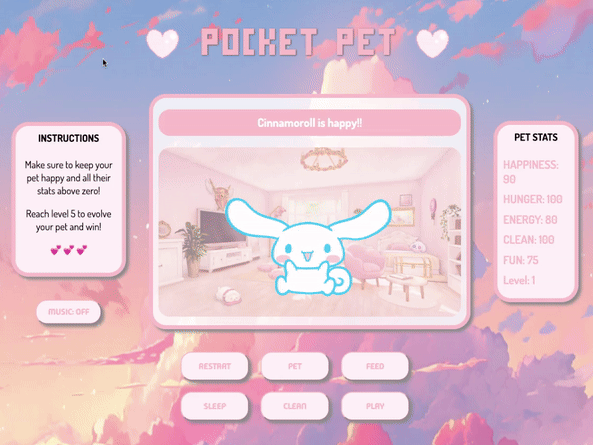 POCKET PET
INSTRUCTIONS
Make sure to keep your
pet happy and all their
stats above zero!
Reach level 5 to evolve
your pet and win!
MUSIC: OFF
Cinnamoroll is happy!!
PET STATS
HAPPINESS:
90
HUNGER: 100
ENERGY: 80
CLEAN: 100
FUN: 75
Level: 1
RESTART
PET
FEED
SLEEP
CLEAN
PLAY